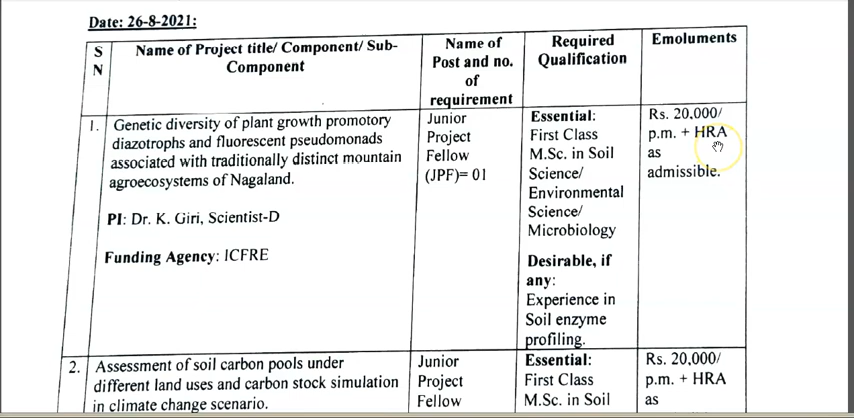 Date: 26-8-2021:
S
N
Name of Project title/ Component/ Sub-
Component
Name of
Post and no.
of
requirement
Required
Qualification
Emoluments
1.
Genetic diversity of plant growth promotory
diazotrophs and fluorescent pseudomonads
associated with traditionally distinct mountain
agroecosystems of Nagaland.
PI: Dr. K. Giri, Scientist-D
Funding Agency: ICFRE
Junior
Project
Fellow
(JPF)= 01
Essential:
First Class
M.Sc. in Soil
Science/
Environmental
Science/
Microbiology
Desirable, if
any:
Experience in
Soil enzyme
profiling.
Rs. 20,000/
p.m. + HRA
as
admissible.
2.
Assessment of soil carbon pools under
different land uses and carbon stock simulation
in climate change scenario.
Junior
Project
Fellow
Essential:
First Class
M.Sc. in Soil
Rs. 20,000/
p.m. + HRA
as